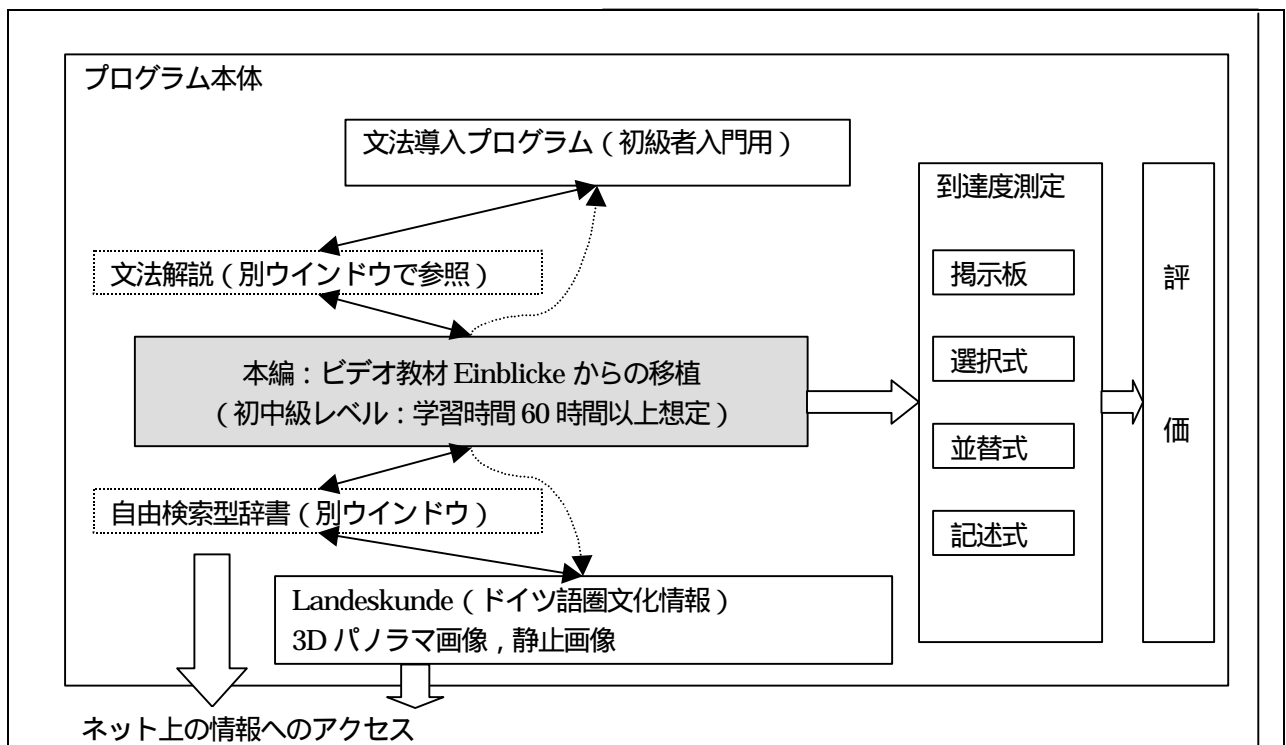 プログラム本体
文法導入プログラム（初級者入門用）
文法解説（別ウインドウで参照）
本編：ビデオ教材 Einblicke からの移植
（初中級レベル：学習時間 60 時間以上想定）
自由検索型辞書（別ウインドウ）
Landeskunde（ドイツ語圏文化情報）
3D パノラマ画像，静止画像
到達度測定
掲示板
選択式
並替式
記述式
評
価
ネット上の情報へのアクセス